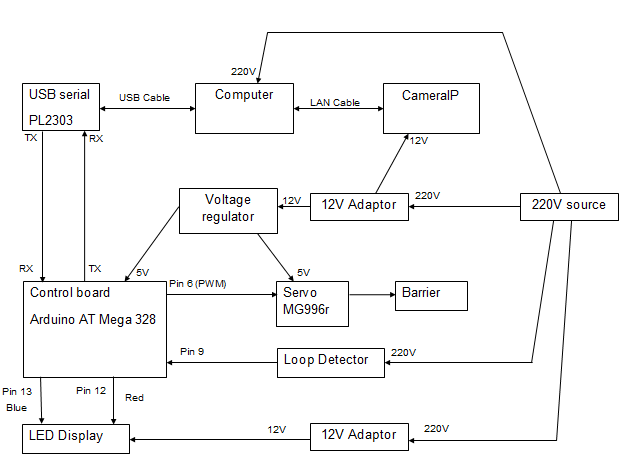 220V
USB serial
PL2303
USB Cable
Computer
LAN Cable
CameraIP
TX
RX
12V
Voltage
regulator
12V
12V Adaptor
220V
220V source
RX
TX
5V
5V
Control board
Arduino AT Mega 328
Pin 6 (PWM)
Servo
MG996r
Barrier
Pin 9
Loop Detector
220V
Pin 13
Blue
Pin 12
Red
LED Display
12V
12V Adaptor
220V